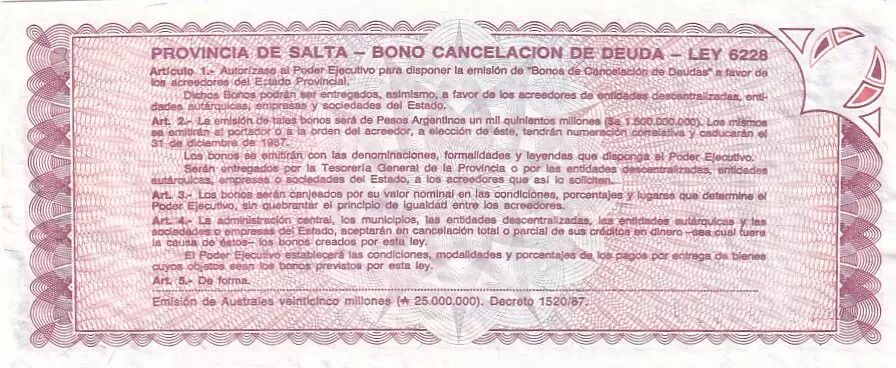 PROVINCIA DE SALTA – BONO CANCELACION DE DEUDA – LEY 6228
Artículo 1.- Autorízase al Poder Ejecutivo para disponer la emisión de "Bonos de Cancelación de Deudas" a favor de
los acreedores del Estado Provincial.
Dichos Bonos podrán ser entregados, asimismo, a favor de los acreedores de entidades descentralizadas, enti-
dades autárquicas, empresas y sociedades del Estado.
Art. 2.- La emisión de tales bonos será de Pesos Argentinos un mil quinientos millones ($a 1.500.000.000). Los mismos
se emitirán al portador o a la orden del acreedor, a elección de éste, tendrán numeración correlativa y caducarán el
31 de diciembre de 1987.
Los bonos se emitirán con las denominaciones, formalidades y leyendas que disponga el Poder Ejecutivo.
Serán entregados por la Tesorería General de la Provincia o por las entidades descentralizadas, entidades
autárquicas, empresas o sociedades del Estado, a los acreedores que así lo soliciten.
Art. 3.- Los bonos serán canjeados por su valor nominal en las condiciones, porcentajes y lugares que determine el
Poder Ejecutivo, sin quebrantar el principio de igualdad entre los acreedores.
Art. 4.- La administración central, los municipios, las entidades descentralizadas, las entidades autárquicas y las
sociedades o empresas del Estado, aceptarán en cancelación total o parcial de sus créditos en dinero –sea cual fuere
la causa de éstos– los bonos creados por esta ley.
El Poder Ejecutivo establecerá las condiciones, modalidades y porcentajes de los pagos por entrega de bienes
cuyos objetos sean los bonos previstos por esta ley.
Art. 5.- De forma.
Emisión de Australes veinticinco millones (₳ 25.000.000). Decreto 1520/87.